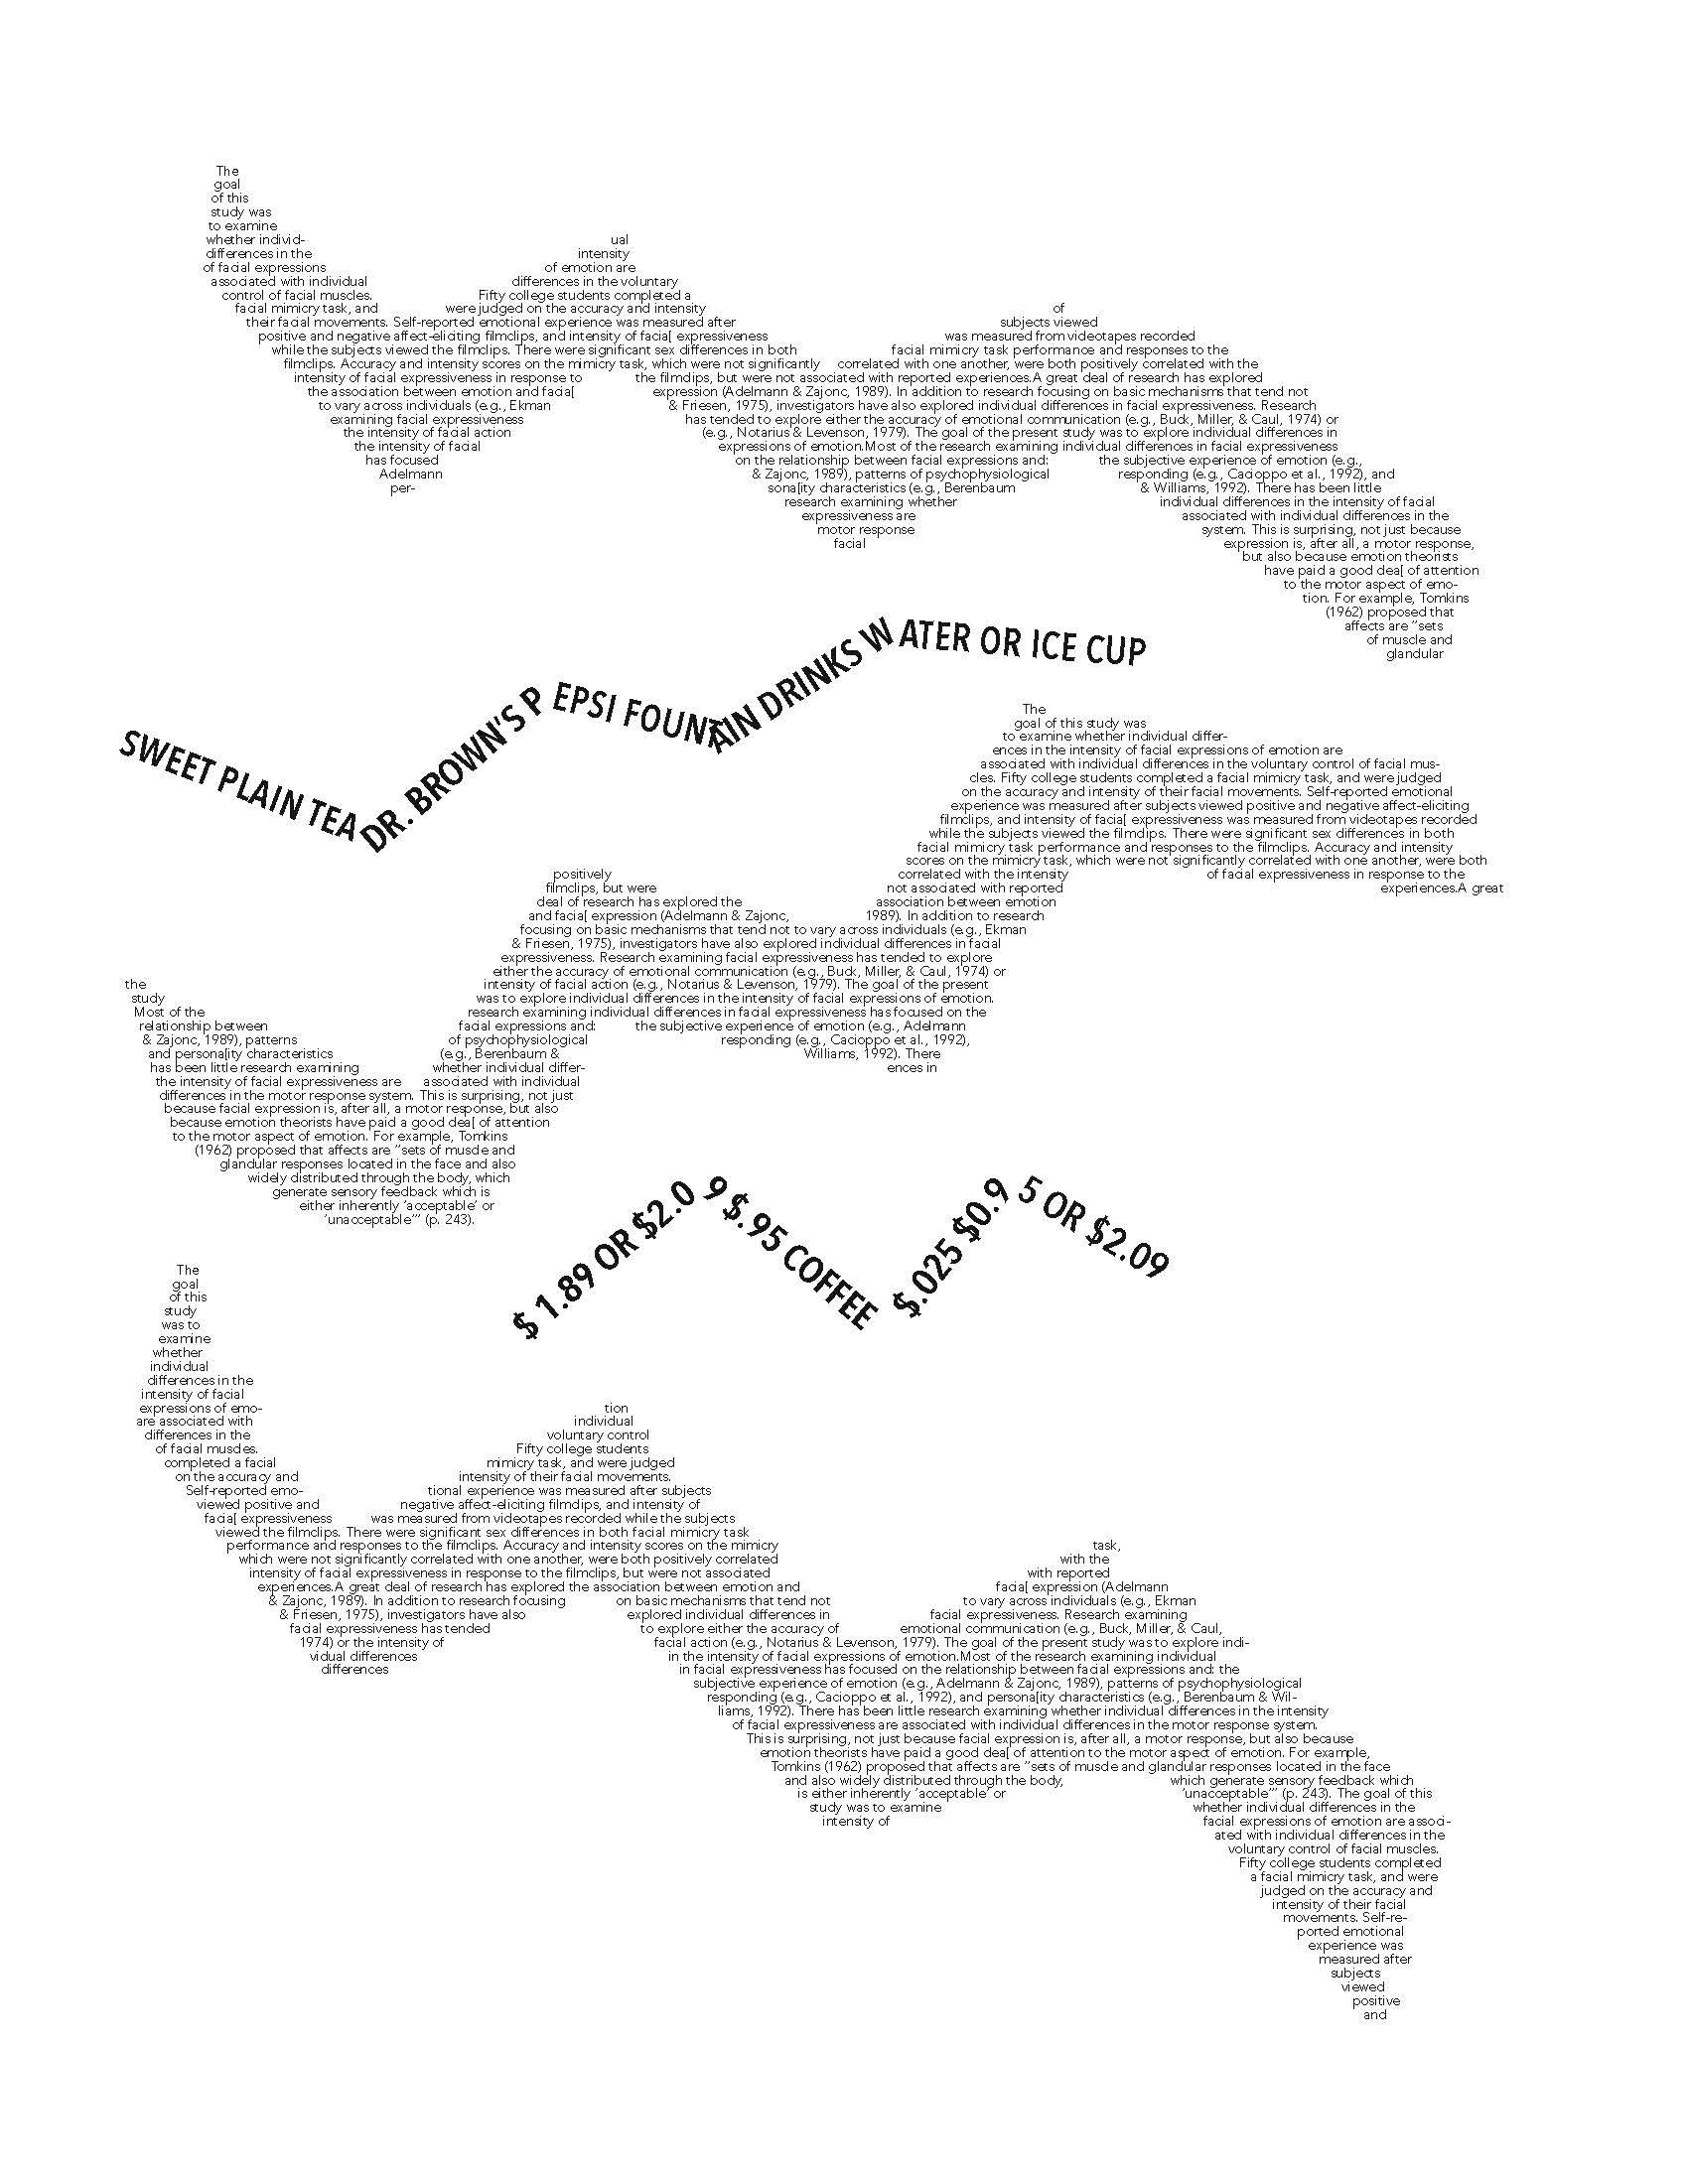 The
goal
of this
study was
to examine
whether individ- ual
differences in the intensity
of facial expressions of emotion are
associated with individual differences in the voluntary
control of facial muscles. Fifty college students completed a
facial mimicry task, and were judged on the accuracy and intensity of
their facial movements. Self-reported emotional experience was measured after subjects viewed
positive and negative affect-eliciting filmclips, and intensity of facia[ expressiveness was measured from videotapes recorded
while the subjects viewed the filmclips. There were significant sex differences in both facial mimicry task performance and responses to the
filmclips. Accuracy and intensity scores on the mimicry task, which were not significantly correlated with one another, were both positively correlated with the
intensity of facial expressiveness in response to the filmclips, but were not associated with reported experiences.A great deal of research has explored
the association between emotion and facia[ expression (Adelmann & Zajonc, 1989). In addition to research focusing on basic mechanisms that tend not
to vary across individuals (e.g., Ekman & Friesen, 1975), investigators have also explored individual differences in facial expressiveness. Research
examining facial expressiveness has tended to explore either the accuracy of emotional communication (e.g., Buck, Miller, & Caul, 1974) or
the intensity of facial action (e.g., Notarius & Levenson, 1979). The goal of the present study was to explore individual differences in
the intensity of facial expressions of emotion.Most of the research examining individual differences in facial expressiveness
has focused on the relationship between facial expressions and: the subjective experience of emotion (e.g.,
Adelmann & Zajonc, 1989), patterns of psychophysiological responding (e.g., Cacioppo et al., 1992), and
per- sona[ity characteristics (e.g., Berenbaum & Williams, 1992). There has been little
research examining whether individual differences in the intensity of facial
expressiveness are associated with individual differences in the
motor response system. This is surprising, not just because
facial expression is, after all, a motor response,
but also because emotion theorists
have paid a good dea[ of attention
to the motor aspect of emo-
tion. For example, Tomkins
(1962) proposed that
affects are "sets
of muscle and
glandular
SWEET PLAIN TEA DR. BROWN'S PEPSI FOUNTAIN DRINKS WATER OR ICE CUP
The
goal of this study was
to examine whether individual differ-
ences in the intensity of facial expressions of emotion are
associated with individual differences in the voluntary control of facial mus-
cles. Fifty college students completed a facial mimicry task, and were judged
on the accuracy and intensity of their facial movements. Self-reported emotional
experience was measured after subjects viewed positive and negative affect-eliciting
filmclips, and intensity of facia[ expressiveness was measured from videotapes recorded
while the subjects viewed the filmclips. There were significant sex differences in both
facial mimicry task performance and responses to the filmclips. Accuracy and intensity
scores on the mimicry task, which were not significantly correlated with one another, were both
positively correlated with the intensity of facial expressiveness in response to the
filmclips, but were not associated with reported experiences.A great
deal of research has explored the association between emotion
and facia[ expression (Adelmann & Zajonc, 1989). In addition to research
focusing on basic mechanisms that tend not to vary across individuals (e.g., Ekman
& Friesen, 1975), investigators have also explored individual differences in facial
expressiveness. Research examining facial expressiveness has tended to explore
either the accuracy of emotional communication (e.g., Buck, Miller, & Caul, 1974) or
the intensity of facial action (e.g., Notarius & Levenson, 1979). The goal of the present
study was to explore individual differences in the intensity of facial expressions of emotion.
Most of the research examining individual differences in facial expressiveness has focused on the
relationship between facial expressions and: the subjective experience of emotion (e.g., Adelmann
& Zajonc, 1989), patterns of psychophysiological responding (e.g., Cacioppo et al., 1992),
and persona[ity characteristics (e.g., Berenbaum & Williams, 1992). There
has been little research examining whether individual differ- ences in
the intensity of facial expressiveness are associated with individual
differences in the motor response system. This is surprising, not just
because facial expression is, after all, a motor response, but also
because emotion theorists have paid a good dea[ of attention
to the motor aspect of emotion. For example, Tomkins
(1962) proposed that affects are "sets of muscle and
glandular responses located in the face and also
widely distributed through the body, which
generate sensory feedback which is
either inherently 'acceptable' or
'unacceptable'" (p. 243).
$ 1.89 OR $2.09 $.95 COFFEE $.025 $0.95 OR $2.09
The
goal
of this
study
was to
examine
whether
individual
differences in the
intensity of facial
expressions of emo- tion
are associated with individual
differences in the voluntary control
of facial muscles. Fifty college students
completed a facial mimicry task, and were judged
on the accuracy and intensity of their facial movements.
Self-reported emo- tional experience was measured after subjects
viewed positive and negative affect-eliciting filmclips, and intensity of
facia[ expressiveness was measured from videotapes recorded while the subjects
viewed the filmclips. There were significant sex differences in both facial mimicry task
performance and responses to the filmclips. Accuracy and intensity scores on the mimicry task,
which were not significantly correlated with one another, were both positively correlated with the
intensity of facial expressiveness in response to the filmclips, but were not associated with reported
experiences.A great deal of research has explored the association between emotion and facia[ expression (Adelmann
& Zajonc, 1989). In addition to research focusing on basic mechanisms that tend not to vary across individuals (e.g., Ekman
& Friesen, 1975), investigators have also explored individual differences in facial expressiveness. Research examining
facial expressiveness has tended to explore either the accuracy of emotional communication (e.g., Buck, Miller, & Caul,
1974) or the intensity of facial action (e.g., Notarius & Levenson, 1979). The goal of the present study was to explore indi-
vidual differences in the intensity of facial expressions of emotion.Most of the research examining individual
differences in facial expressiveness has focused on the relationship between facial expressions and: the
subjective experience of emotion (e.g., Adelmann & Zajonc, 1989), patterns of psychophysiological
responding (e.g., Cacioppo et al., 1992), and persona[ity characteristics (e.g., Berenbaum & Wil-
liams, 1992). There has been little research examining whether individual differences in the intensity
of facial expressiveness are associated with individual differences in the motor response system.
This is surprising, not just because facial expression is, after all, a motor response, but also because
emotion theorists have paid a good dea[ of attention to the motor aspect of emotion. For example,
Tomkins (1962) proposed that affects are "sets of muscle and glandular responses located in the face
and also widely distributed through the body, which generate sensory feedback which
is either inherently 'acceptable' or 'unacceptable'" (p. 243). The goal of this
study was to examine whether individual differences in the
intensity of facial expressions of emotion are associ-
ated with individual differences in the
voluntary control of facial muscles.
Fifty college students completed
a facial mimicry task, and were
judged on the accuracy and
intensity of their facial
movements. Self-re-
ported emotional
experience was
measured after
subjects
viewed
positive
and